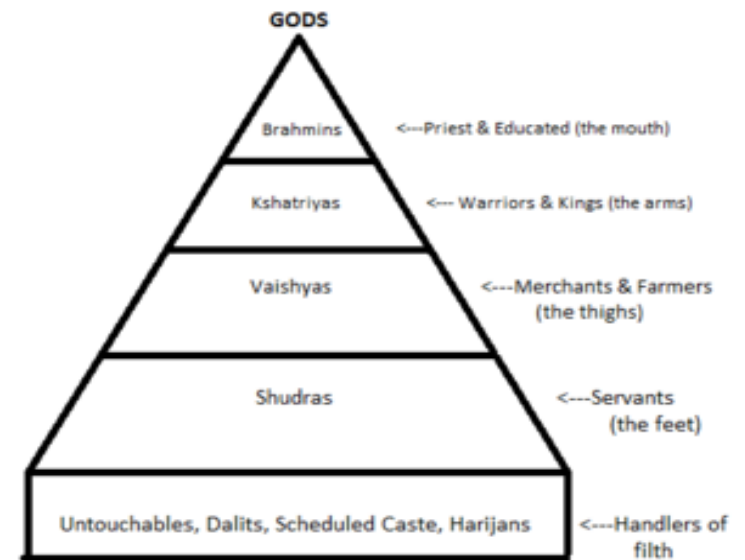 GODS
Brahmins <---Priest & Educated (the mouth)
Kshatriyas <--- Warriors & Kings (the arms)
Vaishyas <---Merchants & Farmers
(the thighs)
Shudras <---Servants
(the feet)
Untouchables, Dalits, Scheduled Caste, Harijans <---Handlers of
filth